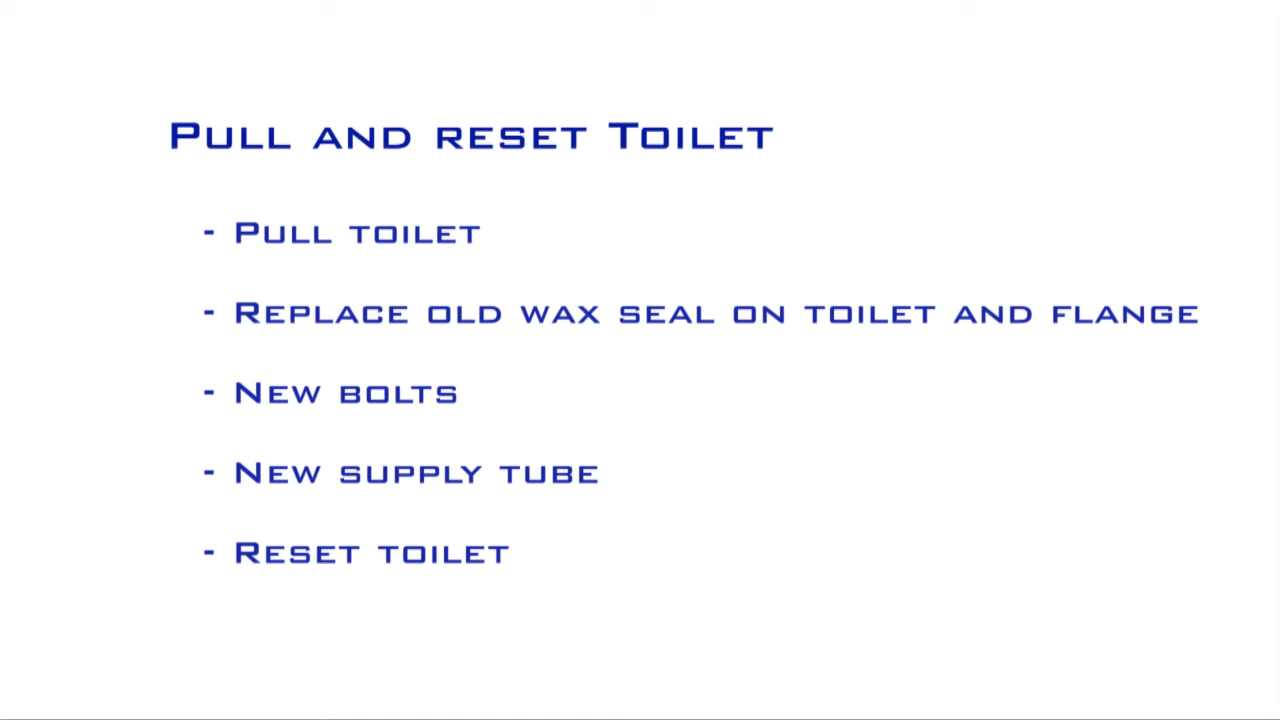 Pull and reset Toilet
- Pull toilet
- Replace old wax seal on toilet and flange
- New bolts
- New supply tube
- Reset toilet